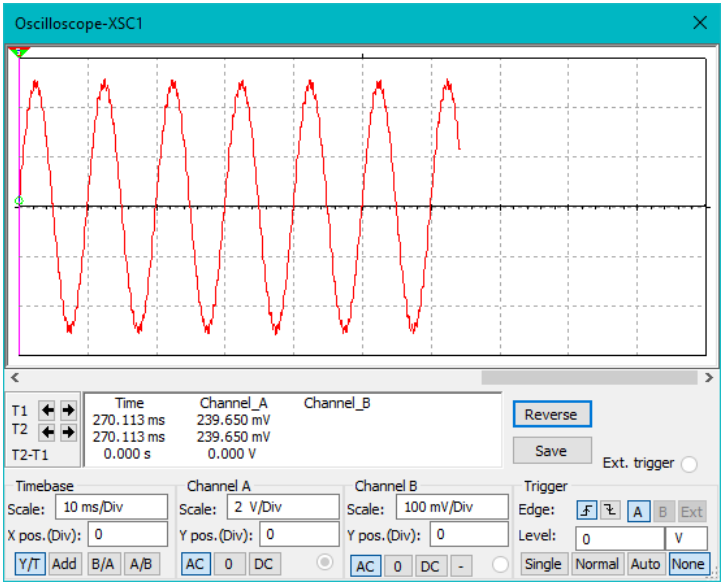 Oscilloscope-XSC1
Time Channel_A Channel_B
T1 270.113 ms 239.650 mV
T2 270.113 ms 239.650 mV
T2-T1 0.000 s 0.000 V
Reverse
Save
Ext. trigger
Timebase
Scale: 10 ms/Div
X pos.(Div): 0
Y/T Add B/A A/B
Channel A
Scale: 2 V/Div
Y pos.(Div): 0
AC 0 DC
Channel B
Scale: 100 mV/Div
Y pos.(Div): 0
AC 0 DC -
Trigger
Edge: A B Ext
Level: 0 V
Single Normal Auto None